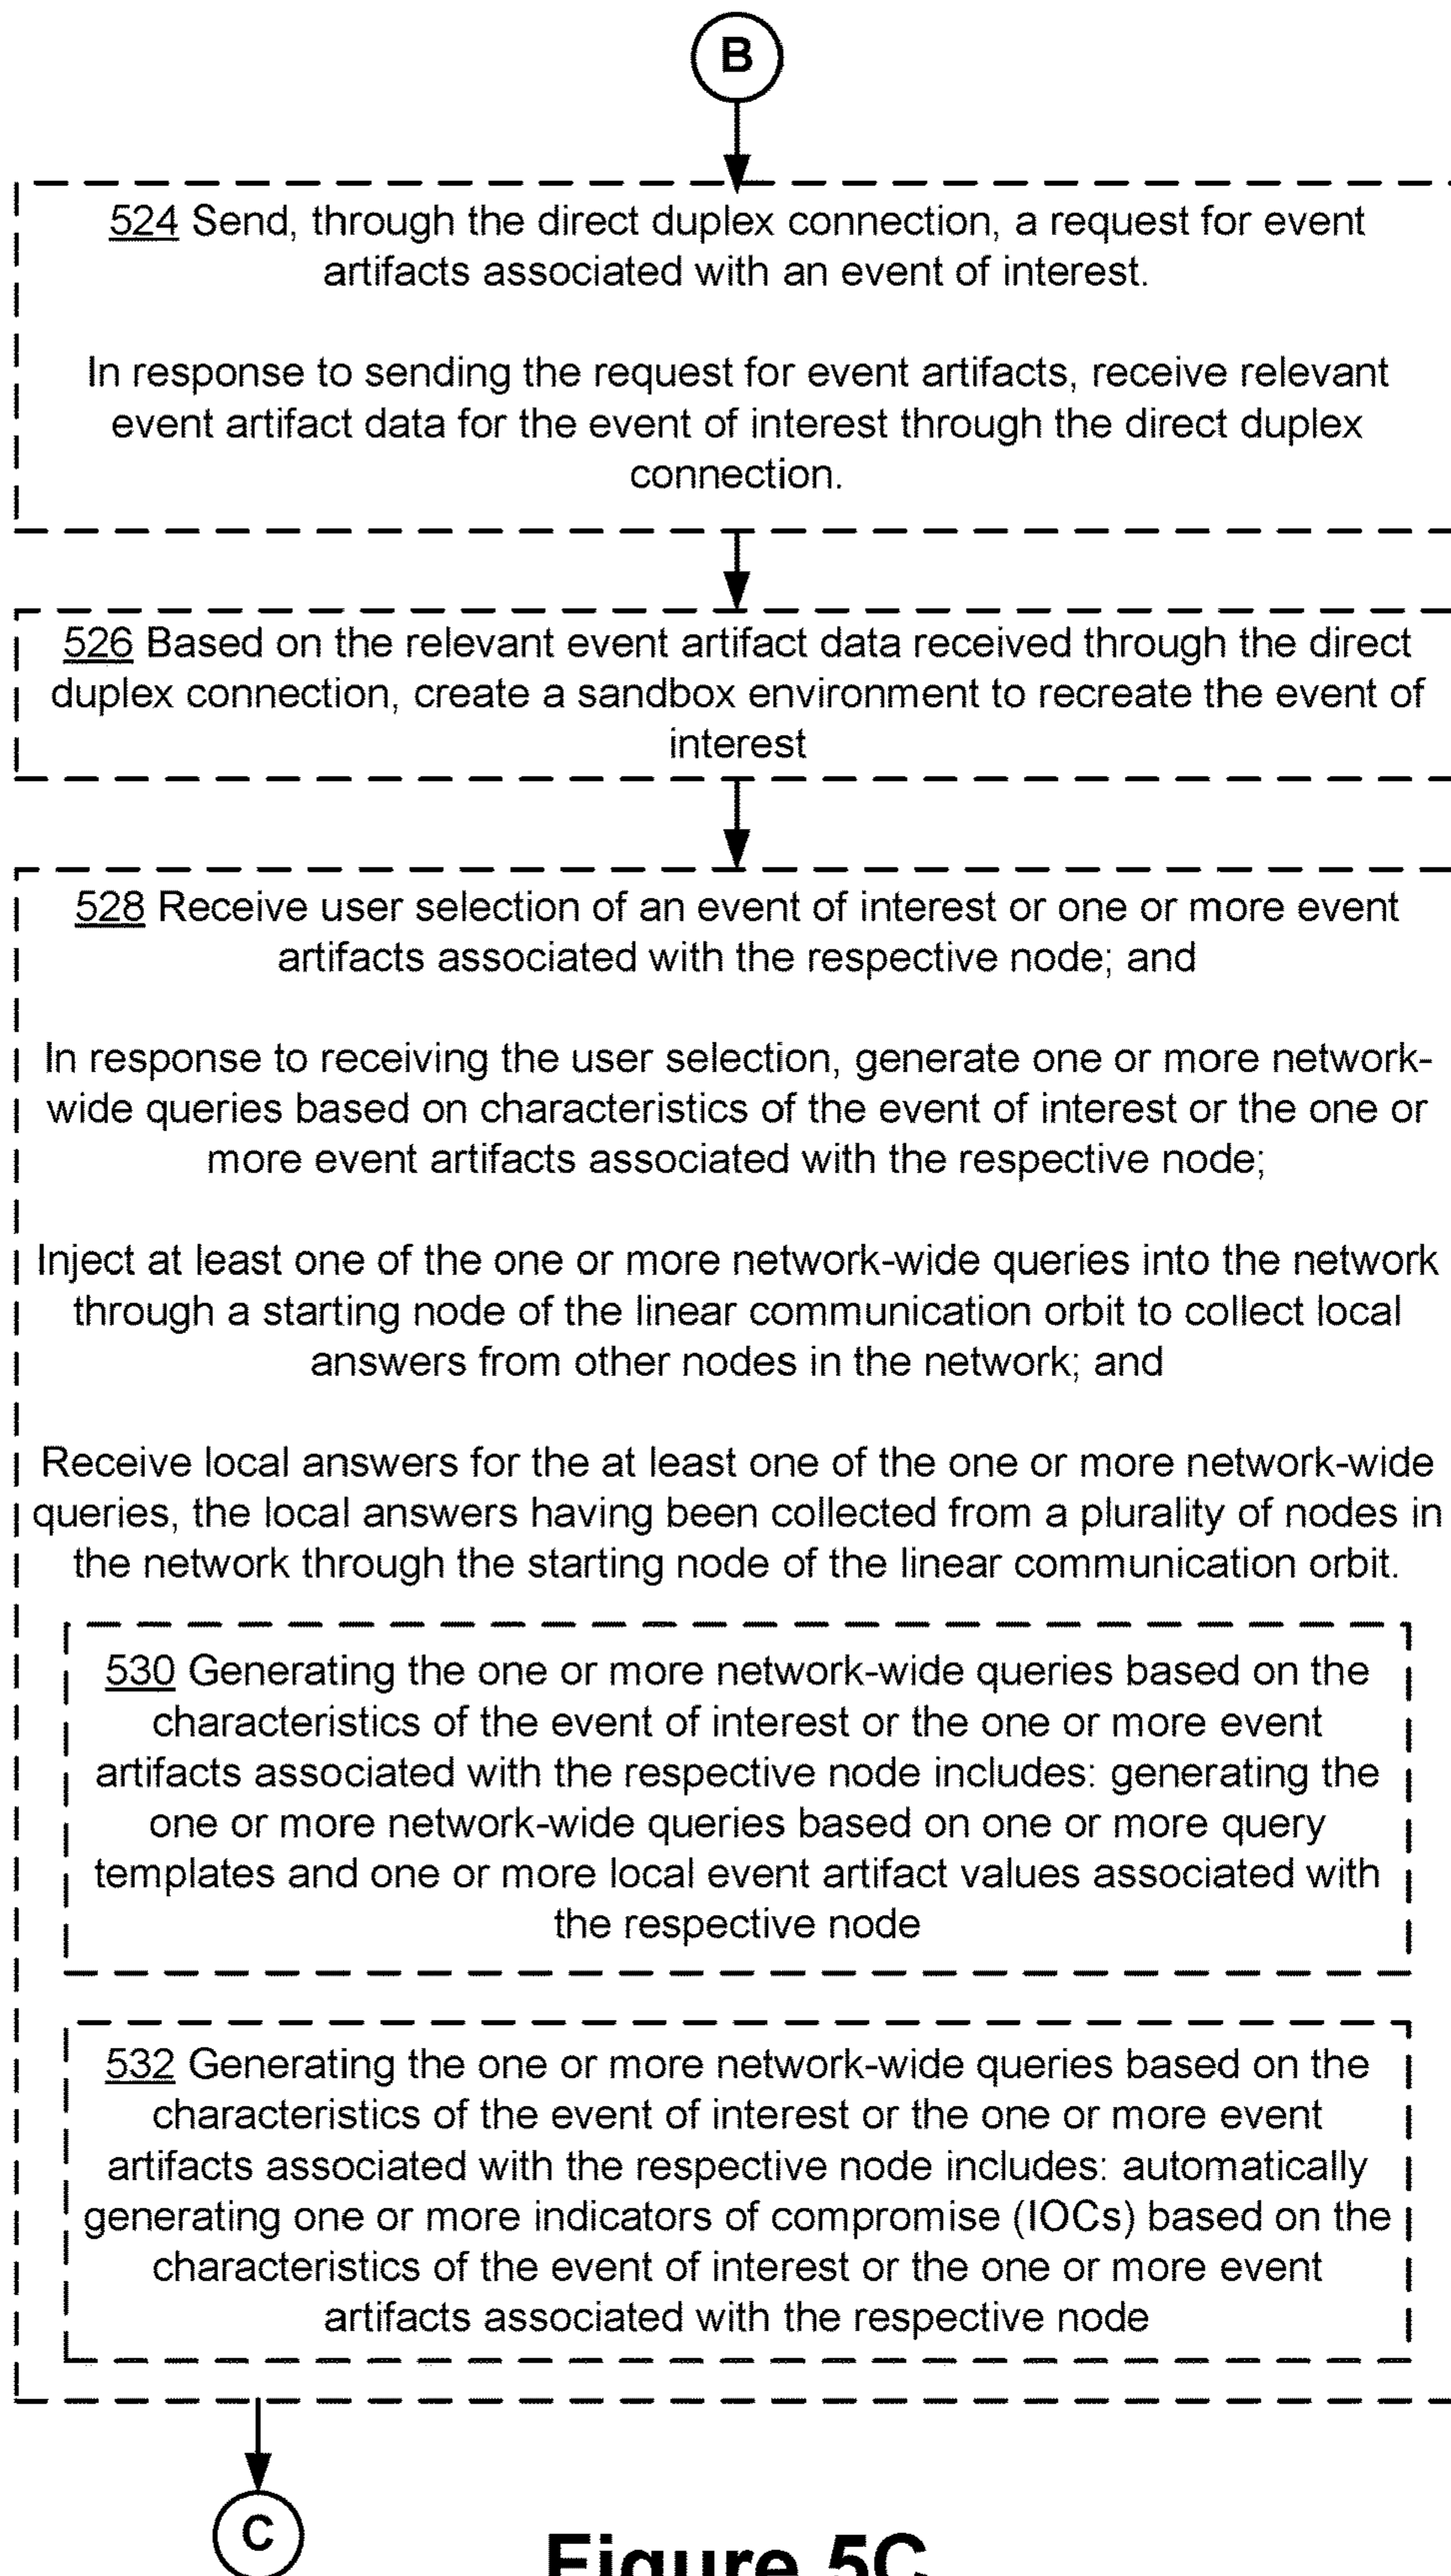 B
524 Send, through the direct duplex connection, a request for event
artifacts associated with an event of interest.
In response to sending the request for event artifacts, receive relevant
event artifact data for the event of interest through the direct duplex
connection.
526 Based on the relevant event artifact data received through the direct
duplex connection, create a sandbox environment to recreate the event of
interest
528 Receive user selection of an event of interest or one or more event
artifacts associated with the respective node; and
In response to receiving the user selection, generate one or more network-
wide queries based on characteristics of the event of interest or the one or
more event artifacts associated with the respective node;
Inject at least one of the one or more network-wide queries into the network
through a starting node of the linear communication orbit to collect local
answers from other nodes in the network; and
Receive local answers for the at least one of the one or more network-wide
queries, the local answers having been collected from a plurality of nodes in
the network through the starting node of the linear communication orbit.
530 Generating the one or more network-wide queries based on the
characteristics of the event of interest or the one or more event
artifacts associated with the respective node includes: generating the
one or more network-wide queries based on one or more query
templates and one or more local event artifact values associated with
the respective node
532 Generating the one or more network-wide queries based on the
characteristics of the event of interest or the one or more event
artifacts associated with the respective node includes: automatically
generating one or more indicators of compromise (IOCs) based on the
characteristics of the event of interest or the one or more event
artifacts associated with the respective node
C
Figure 5C